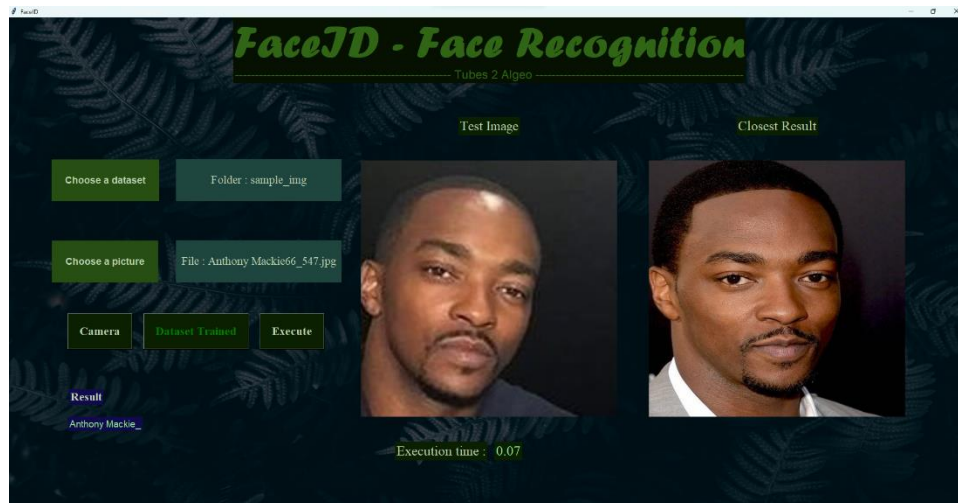 FaceID
FaceID - Face Recognition
Tubes 2 Algeo
Test Image
Closest Result
Choose a dataset
Folder : sample_img
Choose a picture
File : Anthony Mackie66_547.jpg
Camera
Dataset Trained
Execute
Result
Anthony Mackie_
Execution time : 0.07